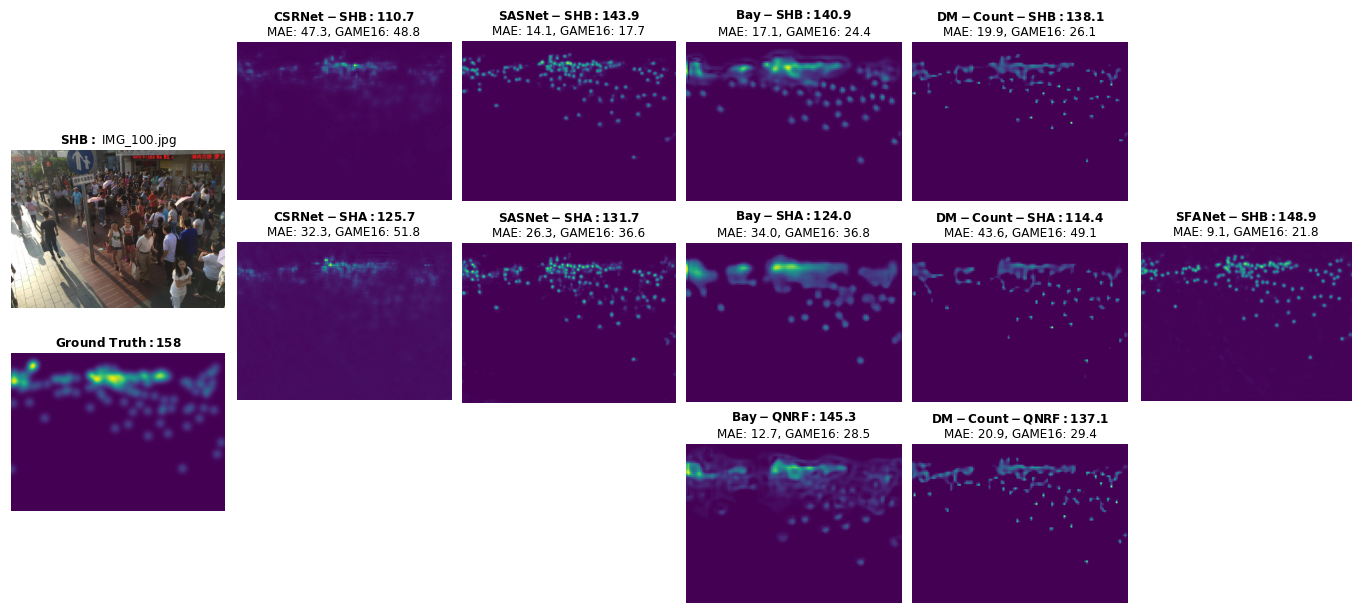 CSRNet−SHB: 110.7
MAE: 47.3, GAME16: 48.8
SASNet−SHB: 143.9
MAE: 14.1, GAME16: 17.7
Bay−SHB: 140.9
MAE: 17.1, GAME16: 24.4
DM−Count−SHB: 138.1
MAE: 19.9, GAME16: 26.1
SHB: IMG_100.jpg
CSRNet−SHA: 125.7
MAE: 32.3, GAME16: 51.8
SASNet−SHA: 131.7
MAE: 26.3, GAME16: 36.6
Bay−SHA: 124.0
MAE: 34.0, GAME16: 36.8
DM−Count−SHA: 114.4
MAE: 43.6, GAME16: 49.1
SFANet−SHB: 148.9
MAE: 9.1, GAME16: 21.8
Ground Truth: 158
Bay−QNRF: 145.3
MAE: 12.7, GAME16: 28.5
DM−Count−QNRF: 137.1
MAE: 20.9, GAME16: 29.4